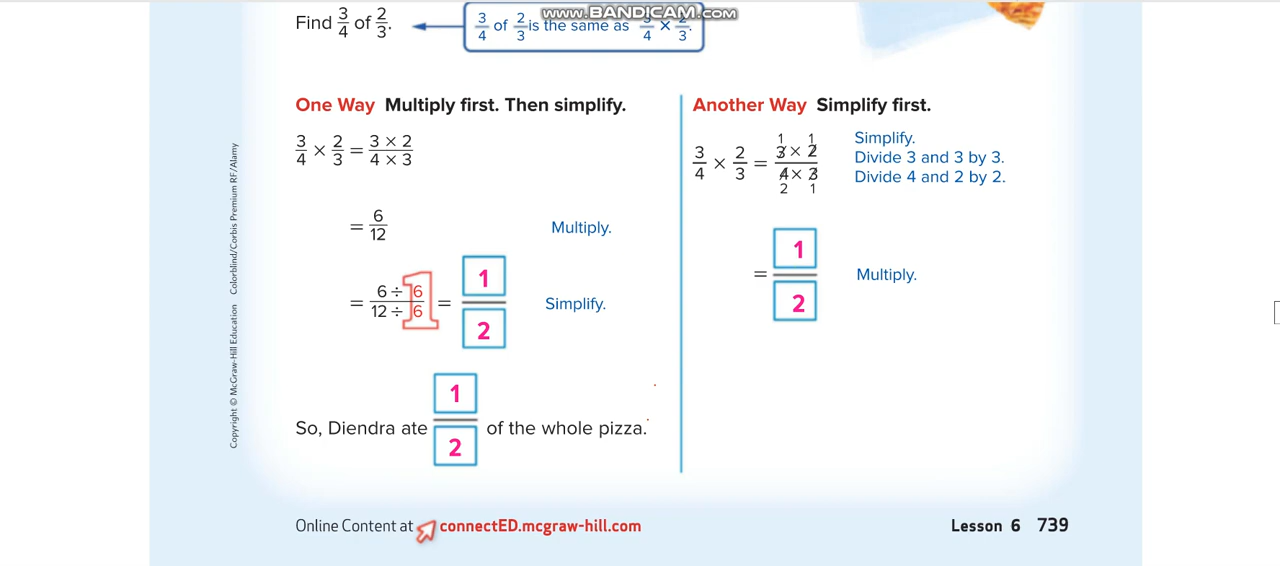 www.BANDICAM.com
Find 3/4 of 2/3.
3/4 of 2/3 is the same as 3/4 × 2/3.
One Way Multiply first. Then simplify.
3/4 × 2/3 = 3 × 2 / 4 × 3
= 6/12
Multiply.
= 6 ÷ 6 / 12 ÷ 6 = 1/2
Simplify.
So, Diendra ate 1/2 of the whole pizza.
Another Way Simplify first.
1 1
3/4 × 2/3 = 3 × 2 / 4 × 3
2 1
Simplify.
Divide 3 and 3 by 3.
Divide 4 and 2 by 2.
= 1/2
Multiply.
Copyright © McGraw-Hill Education Colorblind/Corbis Premium RF/Alamy
Online Content at connectED.mcgraw-hill.com
Lesson 6 739